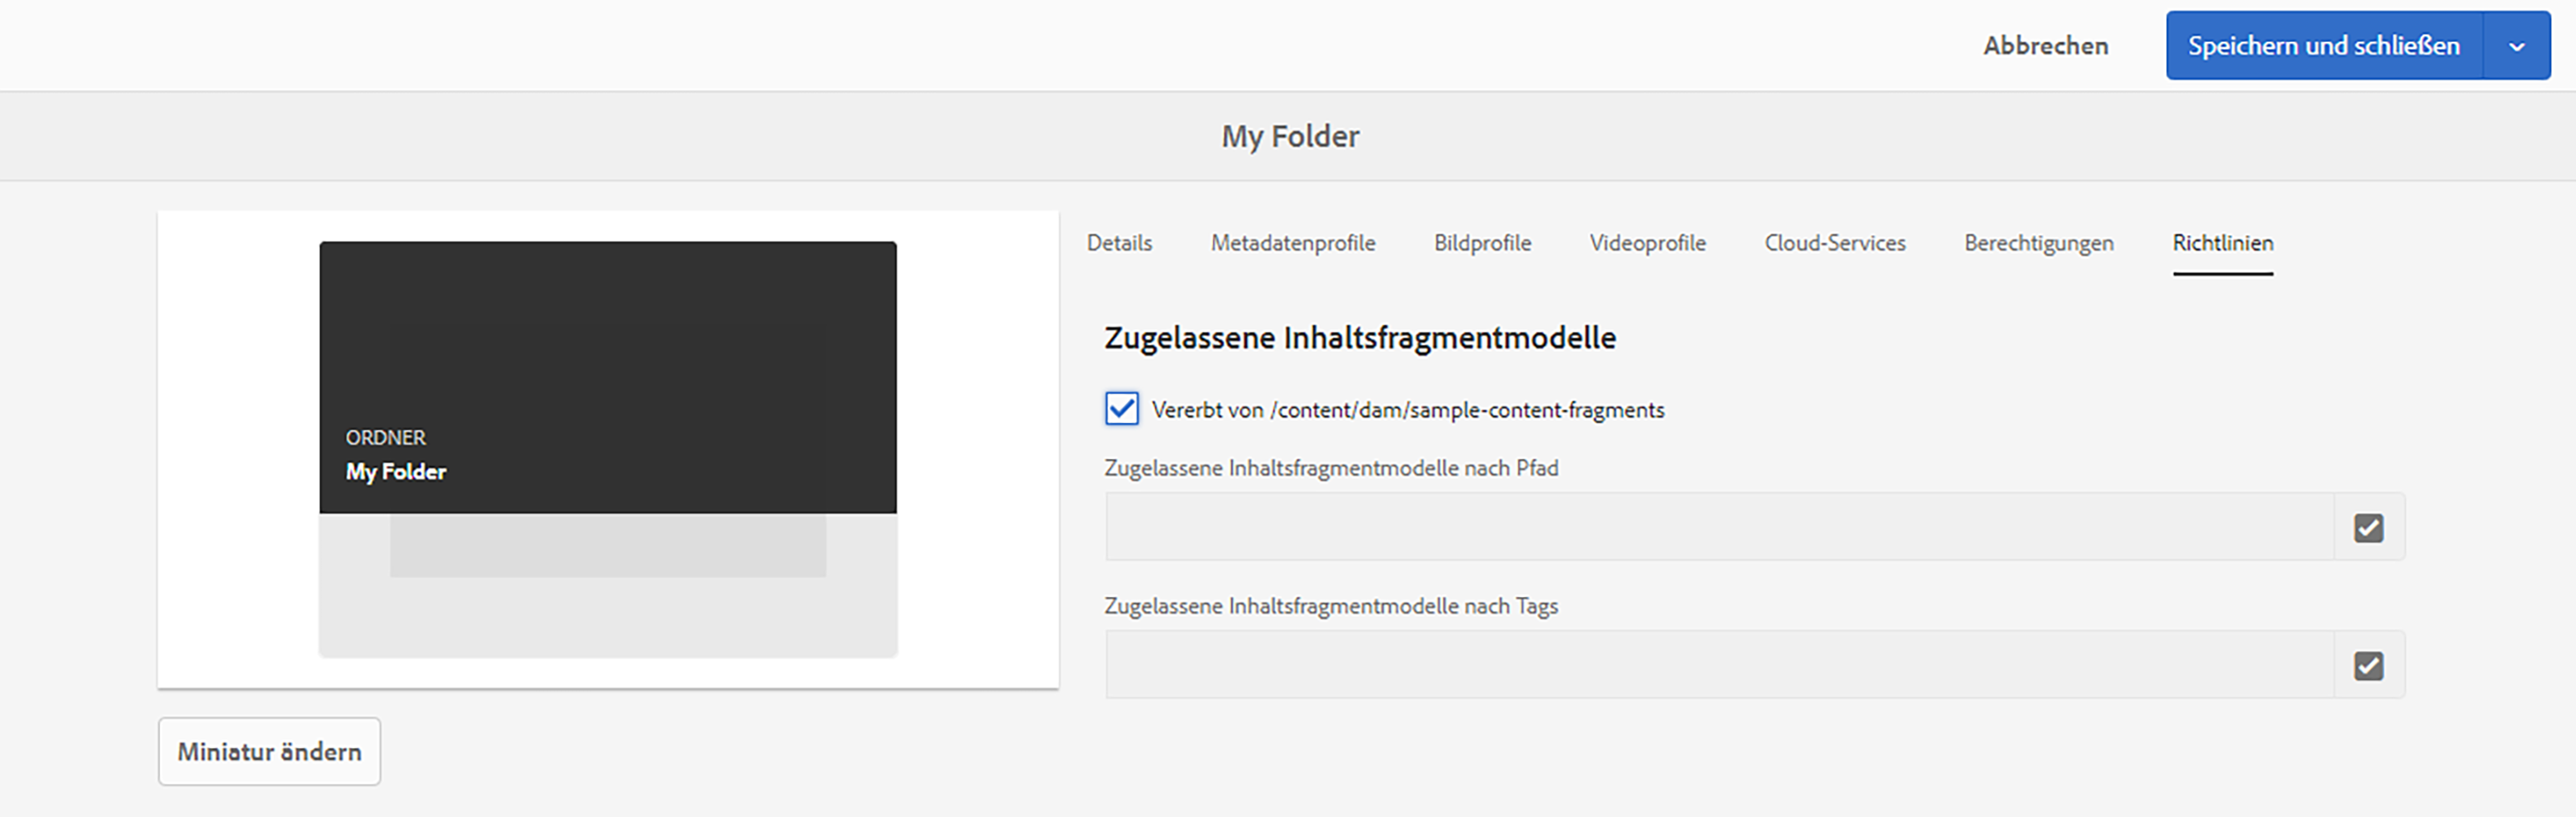 Abbrechen
Speichern und schließen
My Folder
ORDNER
My Folder
Miniatur ändern
Details Metadatenprofile Bildprofile Videoprofile Cloud-Services Berechtigungen Richtlinien
Zugelassene Inhaltsfragmentmodelle
Vererbt von /content/dam/sample-content-fragments
Zugelassene Inhaltsfragmentmodelle nach Pfad
Zugelassene Inhaltsfragmentmodelle nach Tags